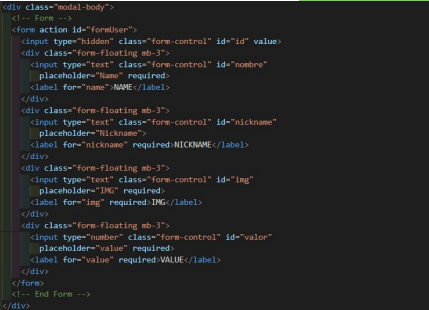 <div class="modal-body">
<!-- Form -->
<form action id="formUser">
<input type="hidden" class="form-control" id="id" value>
<div class="form-floating mb-3">
<input type="text" class="form-control" id="nombre"
placeholder="Name" required>
<label for="name">NAME</label>
</div>
<div class="form-floating mb-3">
<input type="text" class="form-control" id="nickname"
placeholder="Nickname">
<label for="nickname" required>NICKNAME</label>
</div>
<div class="form-floating mb-3">
<input type="text" class="form-control" id="img"
placeholder="IMG" required>
<label for="img" required>IMG</label>
</div>
<div class="form-floating mb-3">
<input type="number" class="form-control" id="valor"
placeholder="value" required>
<label for="value" required>VALUE</label>
</div>
</form>
<!-- End Form -->
</div>